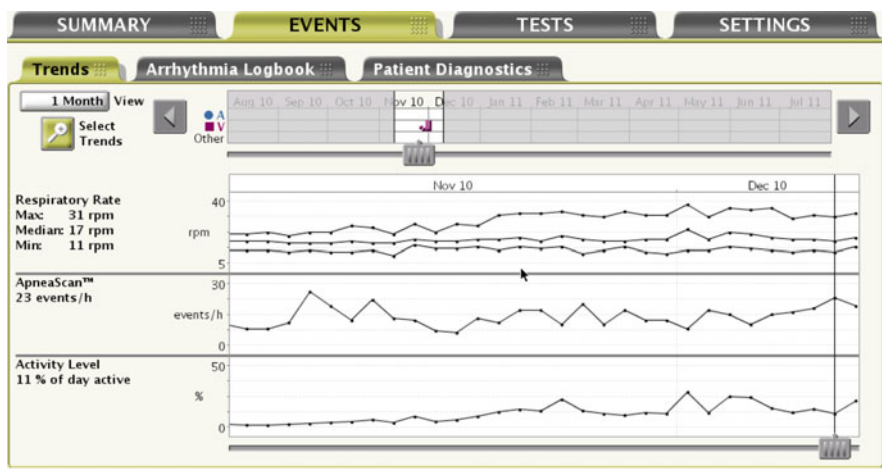 SUMMARY EVENTS TESTS SETTINGS
Trends Arrhythmia Logbook Patient Diagnostics
1 Month View
Select
Trends
Aug 10 Sep 10 Oct 10 Nov 10 Dec 10 Jan 11 Feb 11 Mar 11 Apr 11 May 11 Jun 11 Jul 11
A
V
Other
Nov 10 Dec 10
Respiratory Rate
Max: 31 rpm
Median: 17 rpm
Min: 11 rpm
40
rpm
5
ApneaScan™
23 events/h
30
events/h
0
Activity Level
11 % of day active
50
%
0